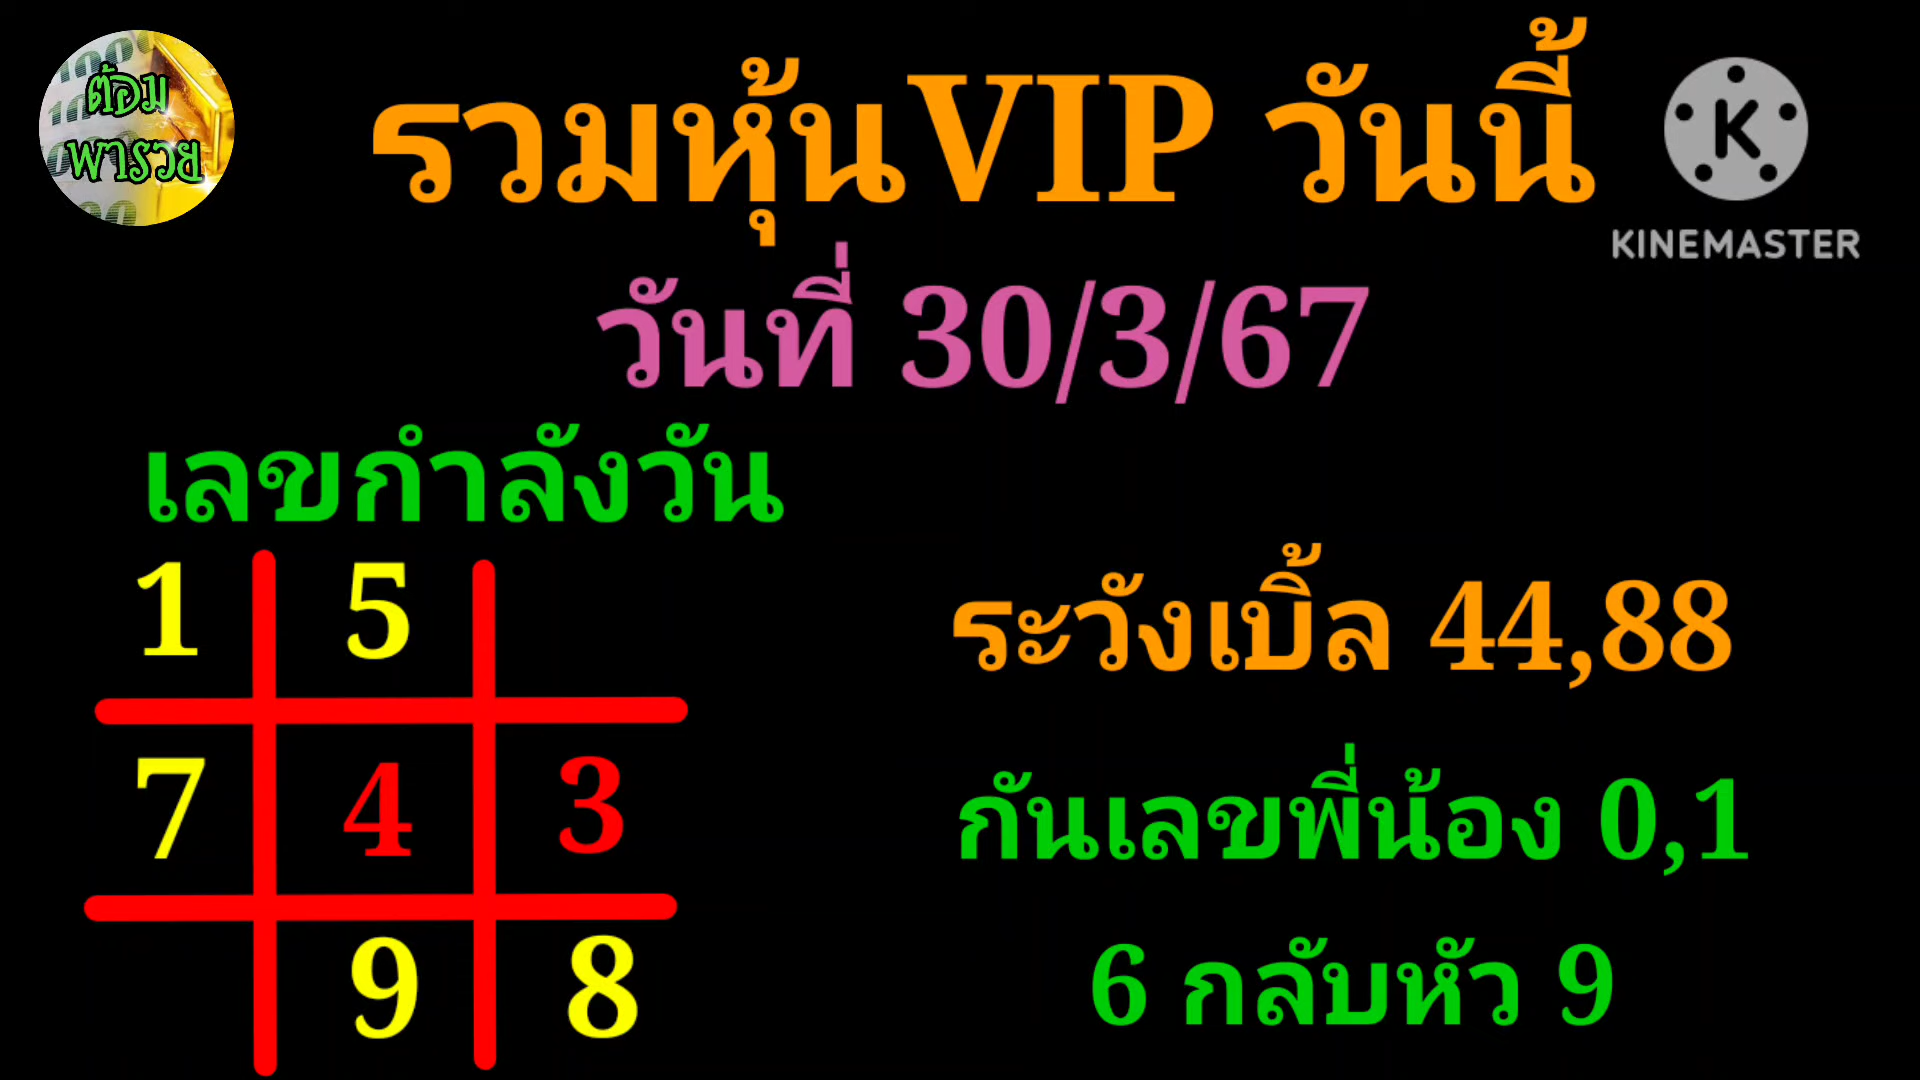 ต้อม
พารวย
รวมหุ้นVIP วันนี้
KINEMASTER
วันที่ 30/3/67
เลขกำลังวัน
1 5
7 4 3
9 8
ระวังเบิ้ล 44,88
กันเลขพี่น้อง 0,1
6 กลับหัว 9